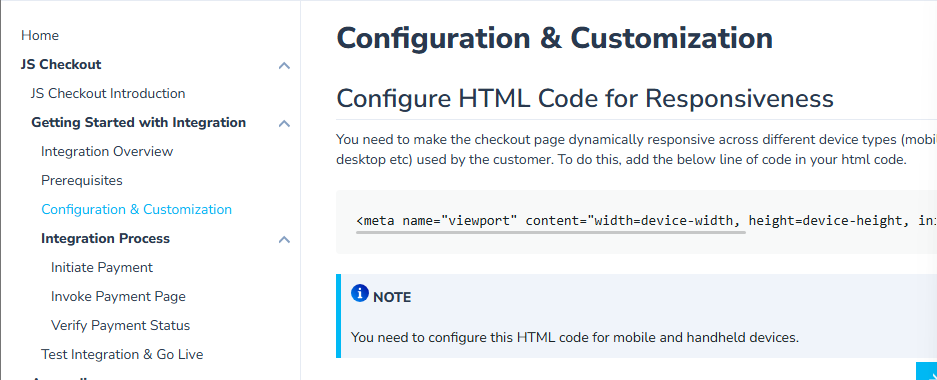 Home
JS Checkout
JS Checkout Introduction
Getting Started with Integration
Integration Overview
Prerequisites
Configuration & Customization
Integration Process
Initiate Payment
Invoke Payment Page
Verify Payment Status
Test Integration & Go Live
Configuration & Customization
Configure HTML Code for Responsiveness
You need to make the checkout page dynamically responsive across different device types (mobil
desktop etc) used by the customer. To do this, add the below line of code in your html code.
<meta name="viewport" content="width=device-width, height=device-height, ini
NOTE
You need to configure this HTML code for mobile and handheld devices.